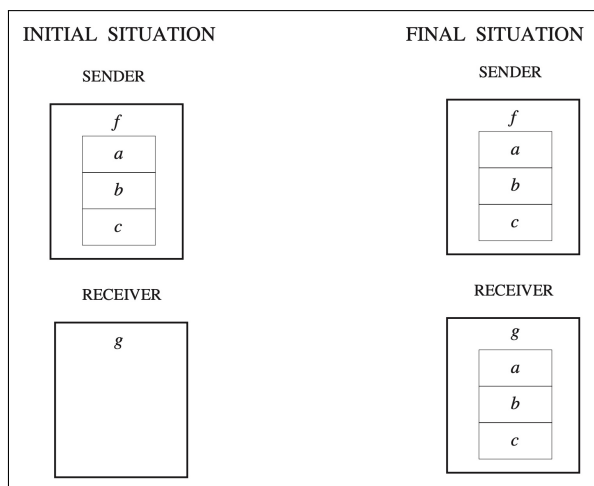 INITIAL SITUATION
SENDER
f
a
b
c
RECEIVER
g
FINAL SITUATION
SENDER
f
a
b
c
RECEIVER
g
a
b
c